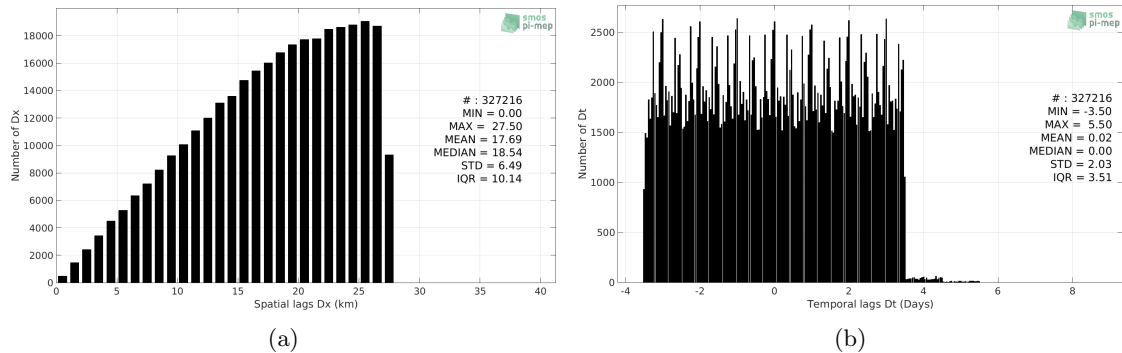 smos
pi-mep
18000
16000
14000
12000
10000
8000
6000
4000
2000
0
Number of Dx
# : 327216
MIN = 0.00
MAX = 27.50
MEAN = 17.69
MEDIAN = 18.54
STD = 6.49
IQR = 10.14
0 5 10 15 20 25 30 35 40
Spatial lags Dx (km)
(a)
smos
pi-mep
2500
2000
1500
1000
500
0
Number of Dt
# : 327216
MIN = -3.50
MAX = 5.50
MEAN = 0.02
MEDIAN = 0.00
STD = 2.03
IQR = 3.51
-4 -2 0 2 4 6 8
Temporal lags Dt (Days)
(b)